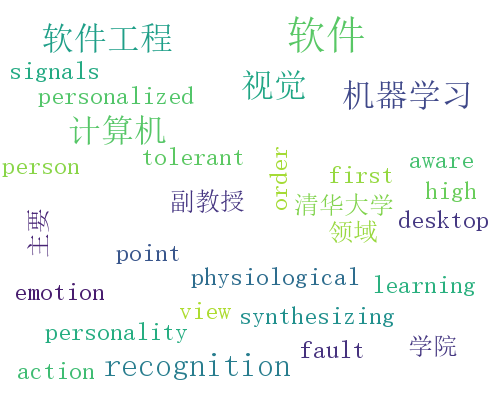 软件
软件工程
signals
视觉
personalized
机器学习
计算机
tolerant
order
aware
person
first
high
副教授
清华大学
desktop
主要
领域
point
physiological
learning
emotion
view
synthesizing
personality
fault
学院
action
recognition